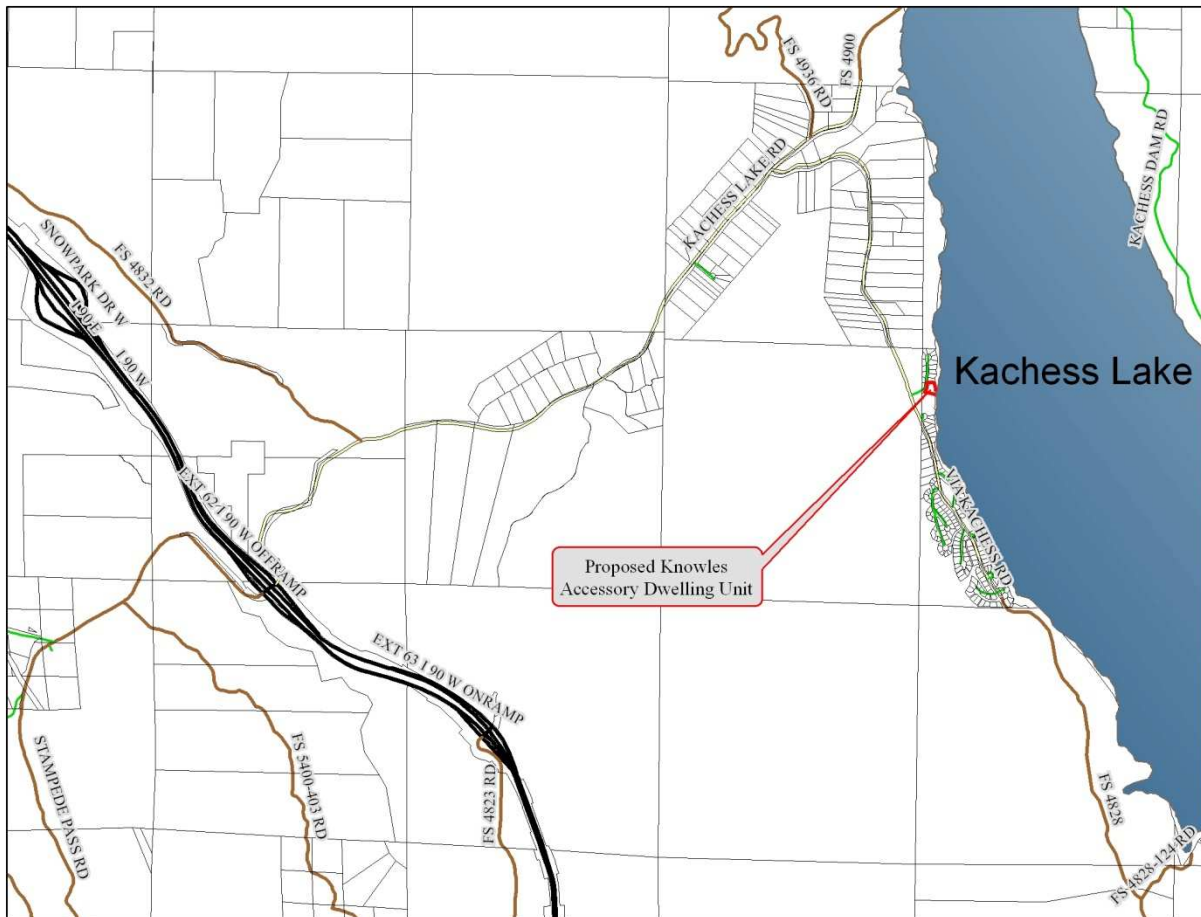 FS 4936 RD
FS 4900
KACHESS DAM RD
KACHESS LAKE RD
SNOWPARK DR W
FS 4832 RD
I 90 E
I 90 W
Kachess Lake
EXT 62 I 90 W OFFRAMP
VIA KACHESS RD
Proposed Knowles
Accessory Dwelling Unit
EXT 63 I 90 W ONRAMP
STAMPEDE PASS RD
FS 5400-403 RD
FS 4823 RD
FS 4828
FS 4828-124 RD